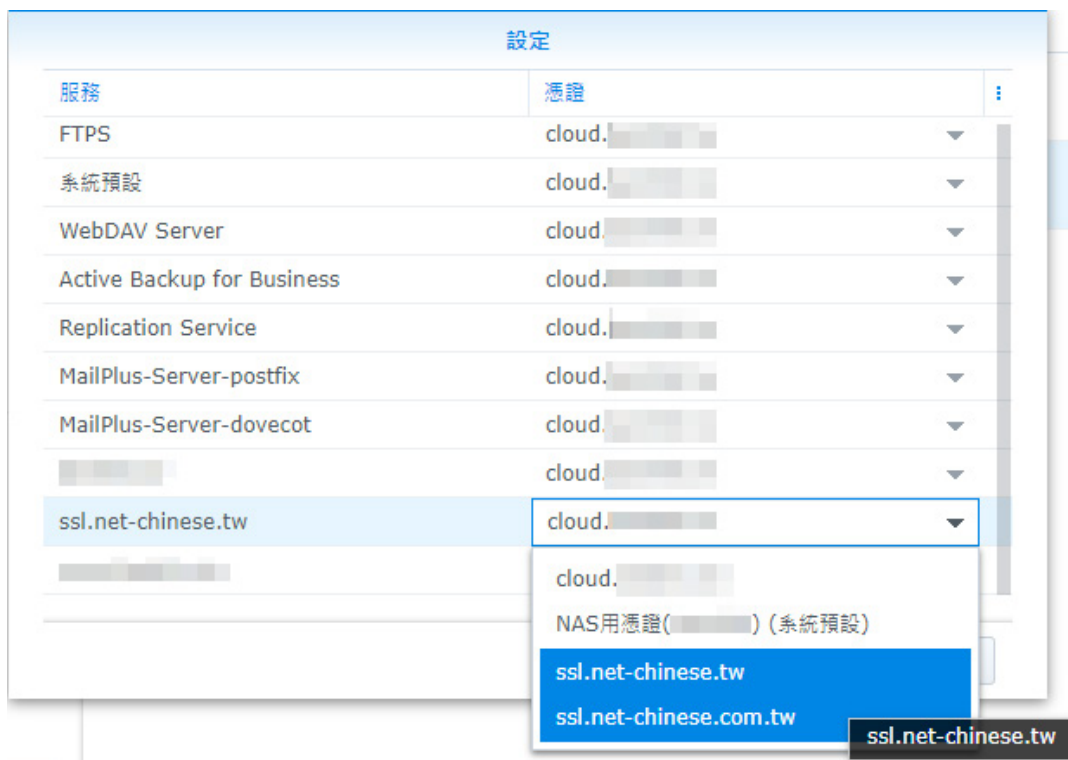 設定
服務 憑證
FTPS cloud.
系統預設 cloud.
WebDAV Server cloud.
Active Backup for Business cloud.
Replication Service cloud.
MailPlus-Server-postfix cloud.
MailPlus-Server-dovecot cloud.
cloud.
ssl.net-chinese.tw cloud.
cloud.
NAS用憑證( ) (系統預設)
ssl.net-chinese.tw
ssl.net-chinese.com.tw
ssl.net-chinese.tw